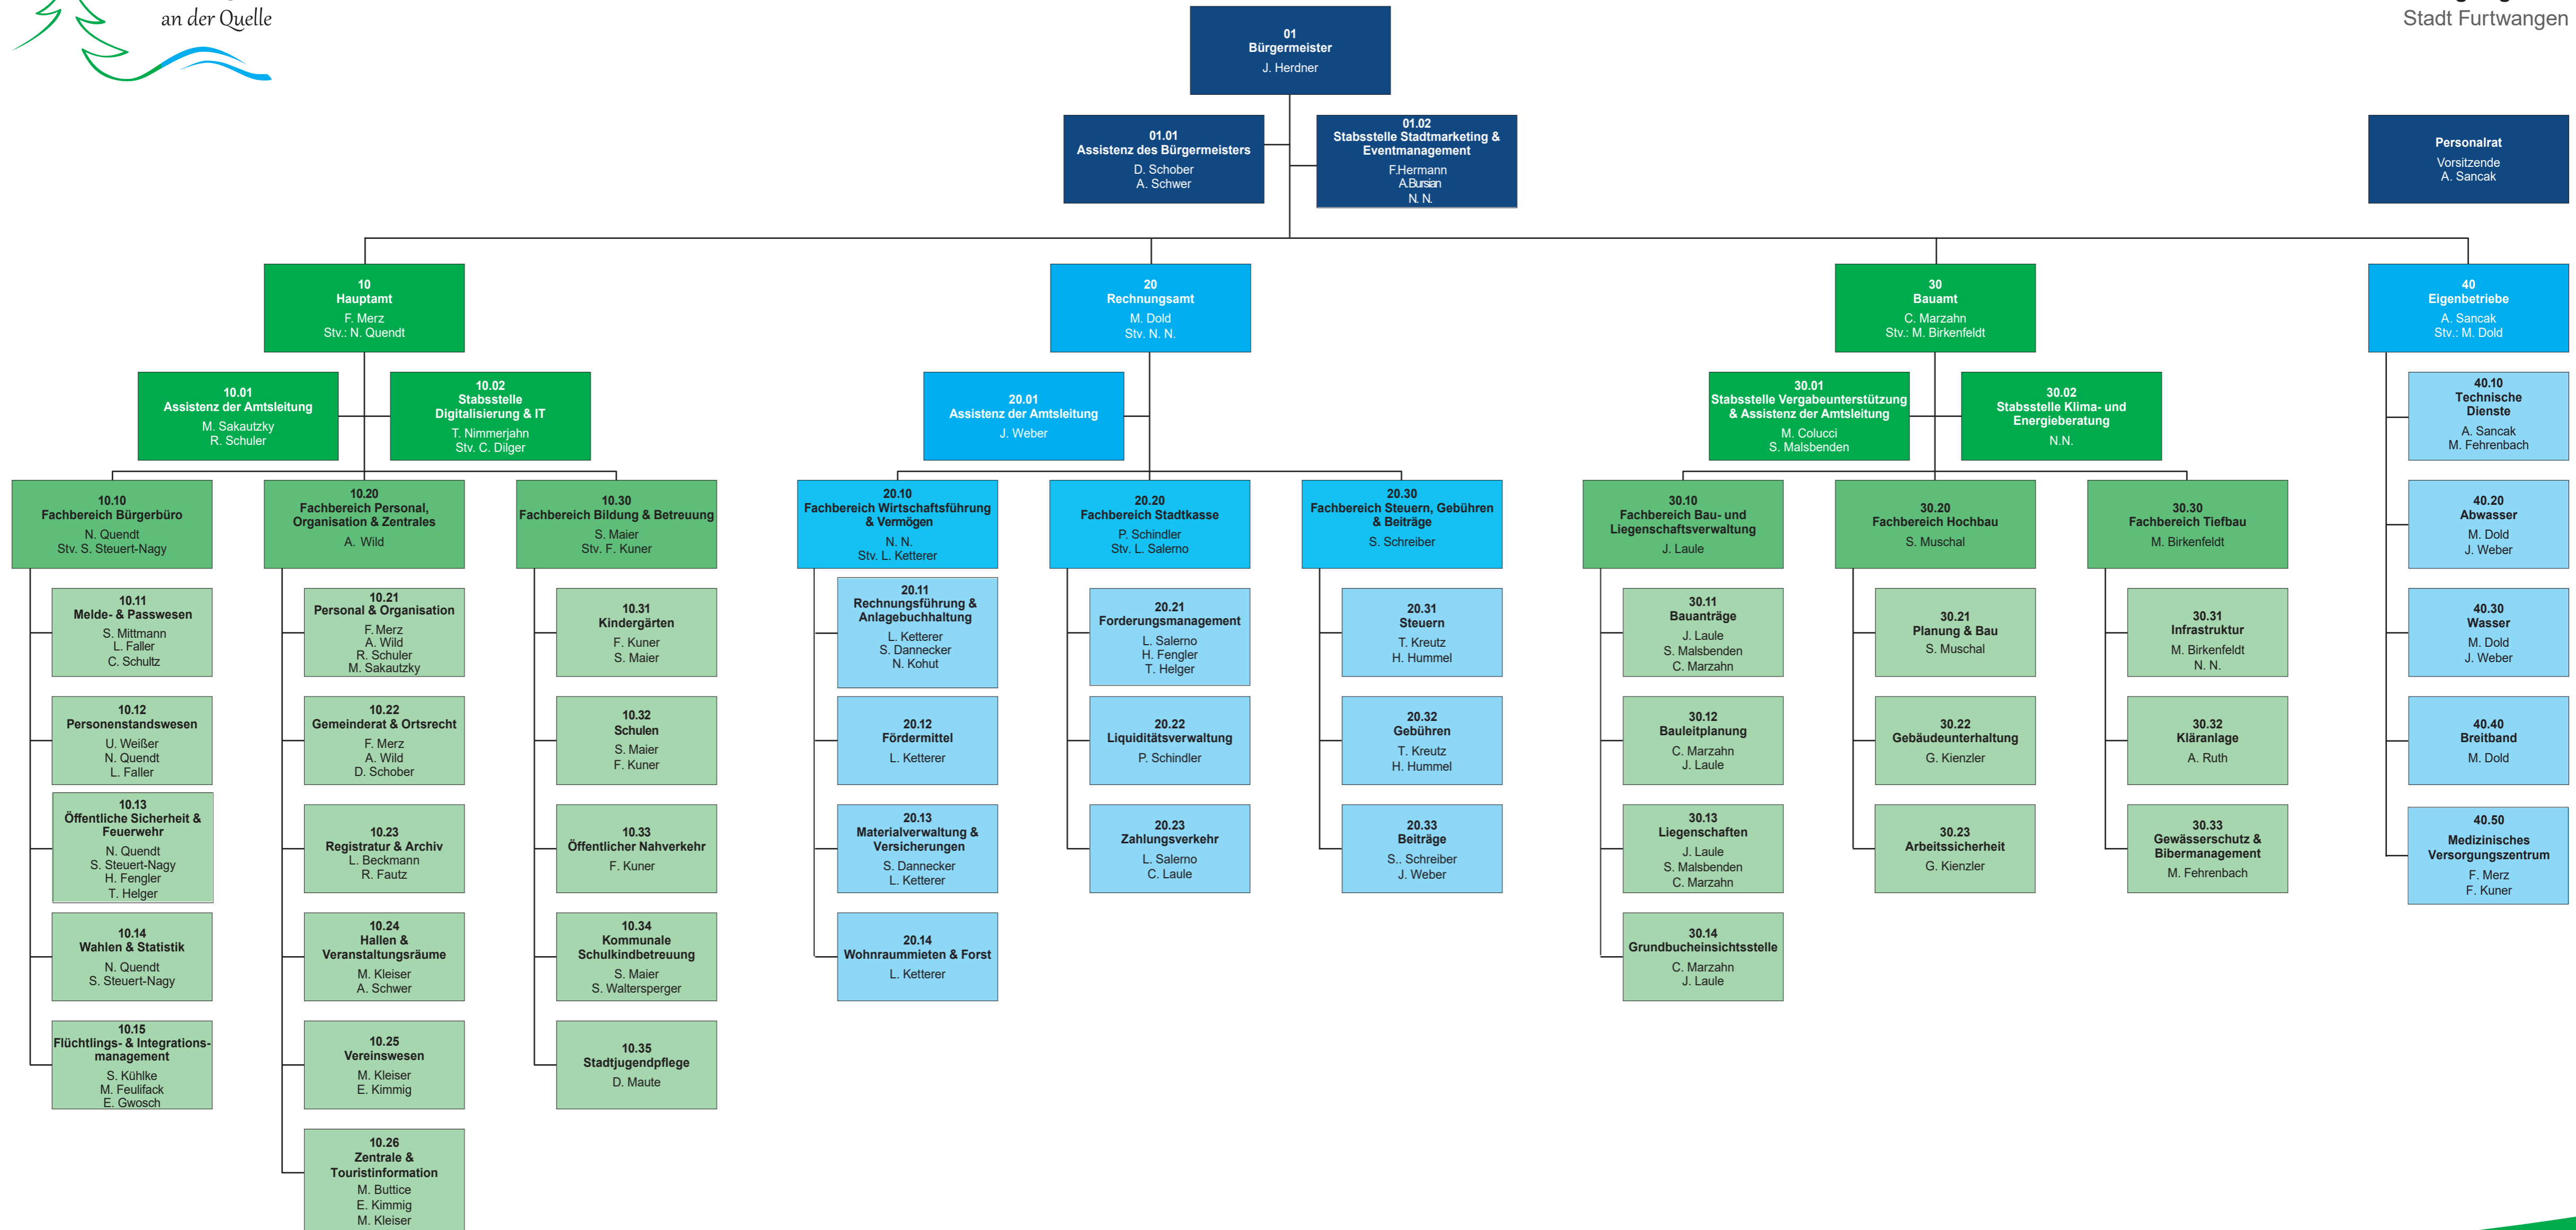 an der Quelle
Stadt Furtwangen
01
Bürgermeister
J. Herdner
01.01
Assistenz des Bürgermeisters
D. Schober
A. Schwer
01.02
Stabsstelle Stadtmarketing &
Eventmanagement
F.Hermann
A.Bursian
N. N.
Personalrat
Vorsitzende
A. Sancak
10
Hauptamt
F. Merz
Stv.: N. Quendt
20
Rechnungsamt
M. Dold
Stv. N. N.
30
Bauamt
C. Marzahn
Stv.: M. Birkenfeldt
40
Eigenbetriebe
A. Sancak
Stv.: M. Dold
10.01
Assistenz der Amtsleitung
M. Sakautzky
R. Schuler
10.02
Stabsstelle
Digitalisierung & IT
T. Nimmerjahn
Stv. C. Dilger
20.01
Assistenz der Amtsleitung
J. Weber
30.01
Stabsstelle Vergabeunterstützung
& Assistenz der Amtsleitung
M. Colucci
S. Malsbenden
30.02
Stabsstelle Klima- und
Energieberatung
N.N.
10.10
Fachbereich Bürgerbüro
N. Quendt
Stv. S. Steuert-Nagy
10.11
Melde- & Passwesen
S. Mittmann
L. Faller
C. Schultz
10.12
Personenstandswesen
U. Weißer
N. Quendt
L. Faller
10.13
Öffentliche Sicherheit &
Feuerwehr
N. Quendt
S. Steuert-Nagy
H. Fengler
T. Helger
10.14
Wahlen & Statistik
N. Quendt
S. Steuert-Nagy
10.15
Flüchtlings- & Integrations-
management
S. Kühlke
M. Feulifack
E. Gwosch
10.20
Fachbereich Personal,
Organisation & Zentrales
A. Wild
10.21
Personal & Organisation
F. Merz
A. Wild
R. Schuler
M. Sakautzky
10.22
Gemeinderat & Ortsrecht
F. Merz
A. Wild
D. Schober
10.23
Registratur & Archiv
L. Beckmann
R. Fautz
10.24
Hallen &
Veranstaltungsräume
M. Kleiser
A. Schwer
10.25
Vereinswesen
M. Kleiser
E. Kimmig
10.26
Zentrale &
Touristinformation
M. Buttice
E. Kimmig
M. Kleiser
10.30
Fachbereich Bildung & Betreuung
S. Maier
Stv. F. Kuner
10.31
Kindergärten
F. Kuner
S. Maier
10.32
Schulen
S. Maier
F. Kuner
10.33
Öffentlicher Nahverkehr
F. Kuner
10.34
Kommunale
Schulkindbetreuung
S. Maier
S. Waltersperger
10.35
Stadtjugendpflege
D. Maute
20.10
Fachbereich Wirtschaftsführung
& Vermögen
N. N.
Stv. L. Ketterer
20.11
Rechnungsführung &
Anlagebuchhaltung
L. Ketterer
S. Dannecker
N. Kohut
20.12
Fördermittel
L. Ketterer
20.13
Materialverwaltung &
Versicherungen
S. Dannecker
L. Ketterer
20.14
Wohnraummieten & Forst
L. Ketterer
20.20
Fachbereich Stadtkasse
P. Schindler
Stv. L. Salerno
20.21
Forderungsmanagement
L. Salerno
H. Fengler
T. Helger
20.22
Liquiditätsverwaltung
P. Schindler
20.23
Zahlungsverkehr
L. Salerno
C. Laule
20.30
Fachbereich Steuern, Gebühren
& Beiträge
S. Schreiber
20.31
Steuern
T. Kreutz
H. Hummel
20.32
Gebühren
T. Kreutz
H. Hummel
20.33
Beiträge
S.. Schreiber
J. Weber
30.10
Fachbereich Bau- und
Liegenschaftsverwaltung
J. Laule
30.11
Bauanträge
J. Laule
S. Malsbenden
C. Marzahn
30.12
Bauleitplanung
C. Marzahn
J. Laule
30.13
Liegenschaften
J. Laule
S. Malsbenden
C. Marzahn
30.14
Grundbucheinsichtsstelle
C. Marzahn
J. Laule
30.20
Fachbereich Hochbau
S. Muschal
30.21
Planung & Bau
S. Muschal
30.22
Gebäudeunterhaltung
G. Kienzler
30.23
Arbeitssicherheit
G. Kienzler
30.30
Fachbereich Tiefbau
M. Birkenfeldt
30.31
Infrastruktur
M. Birkenfeldt
N. N.
30.32
Kläranlage
A. Ruth
30.33
Gewässerschutz &
Bibermanagement
M. Fehrenbach
40.10
Technische
Dienste
A. Sancak
M. Fehrenbach
40.20
Abwasser
M. Dold
J. Weber
40.30
Wasser
M. Dold
J. Weber
40.40
Breitband
M. Dold
40.50
Medizinisches
Versorgungszentrum
F. Merz
F. Kuner